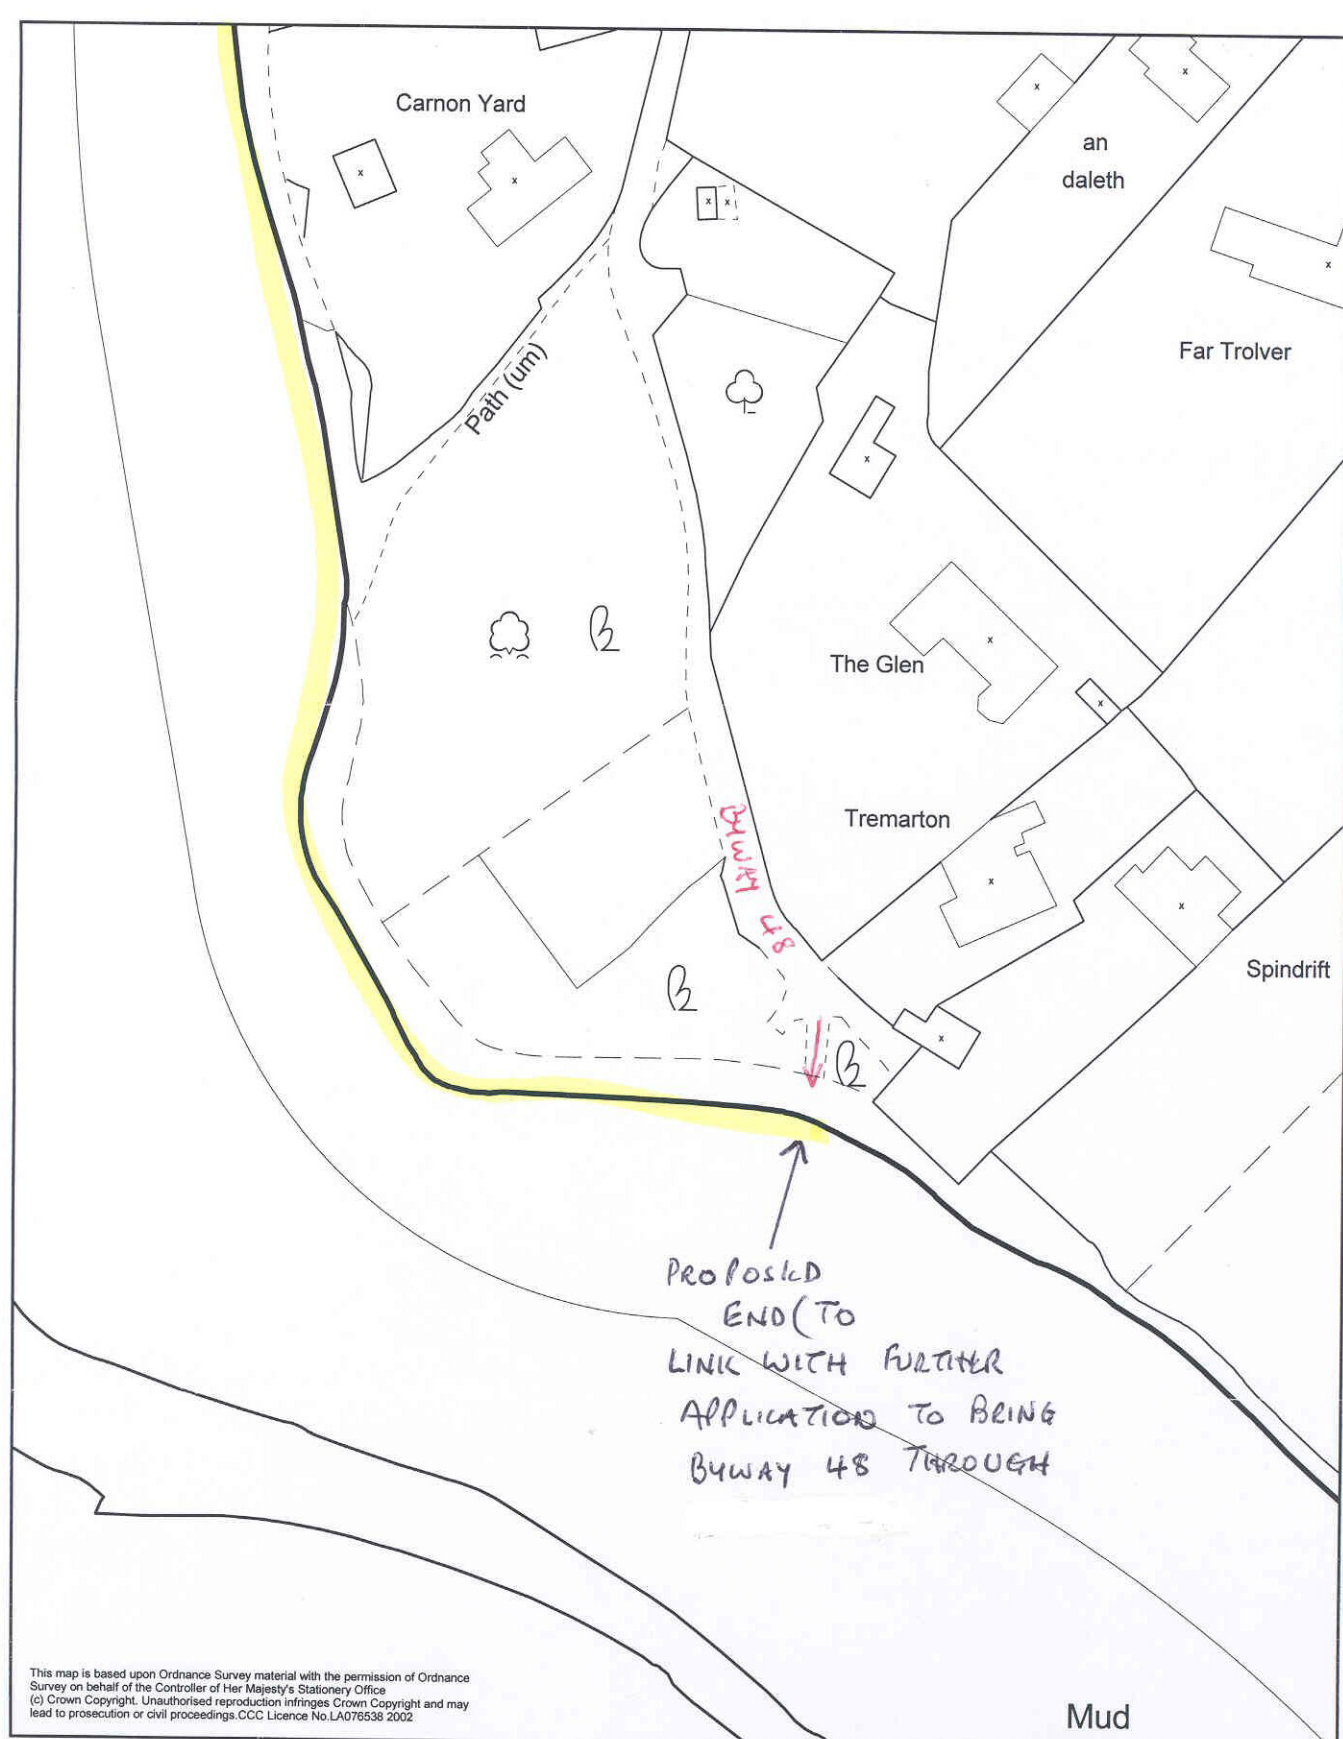 Carnon Yard
an
daleth
Far Trolver
Path (um)
The Glen
Tremarton
BYWAY 48
Spindrift
PROPOSED
END (TO
LINK WITH FURTHER
APPLICATION TO BRING
BYWAY 48 THROUGH
This map is based upon Ordnance Survey material with the permission of Ordnance
Survey on behalf of the Controller of Her Majesty's Stationery Office
(c) Crown Copyright. Unauthorised reproduction infringes Crown Copyright and may
lead to prosecution or civil proceedings.CCC Licence No.LA076538 2002
Mud